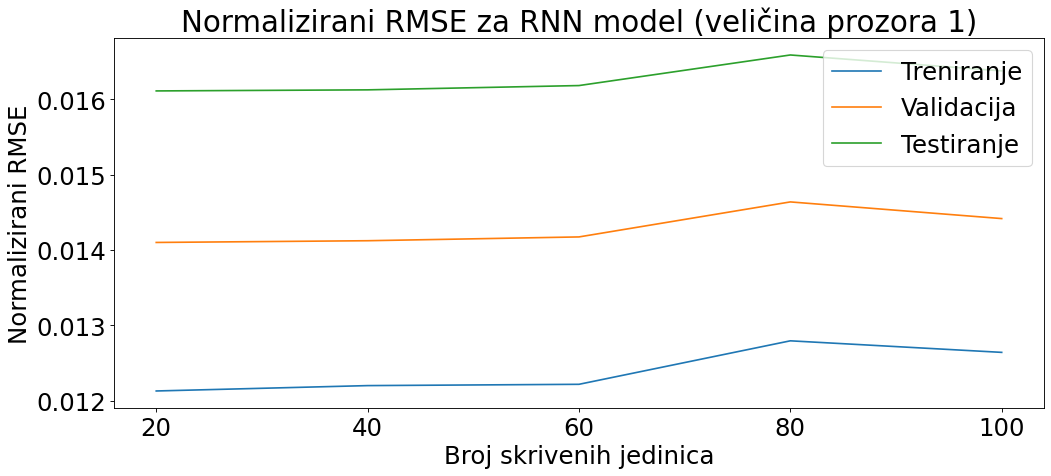 Normalizirani RMSE za RNN model (veličina prozora 1)
Normalizirani RMSE
0.016
0.015
0.014
0.013
0.012
Treniranje
Validacija
Testiranje
20 40 60 80 100
Broj skrivenih jedinica